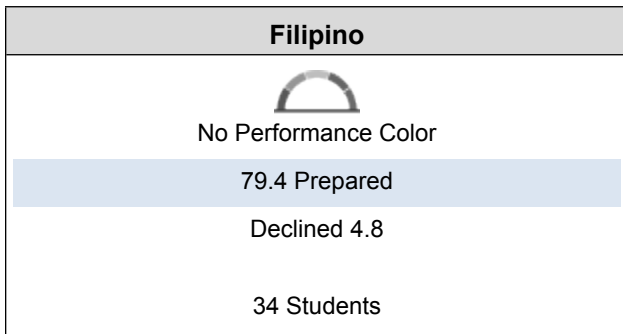 Filipino
No Performance Color
79.4 Prepared
Declined 4.8
34 Students